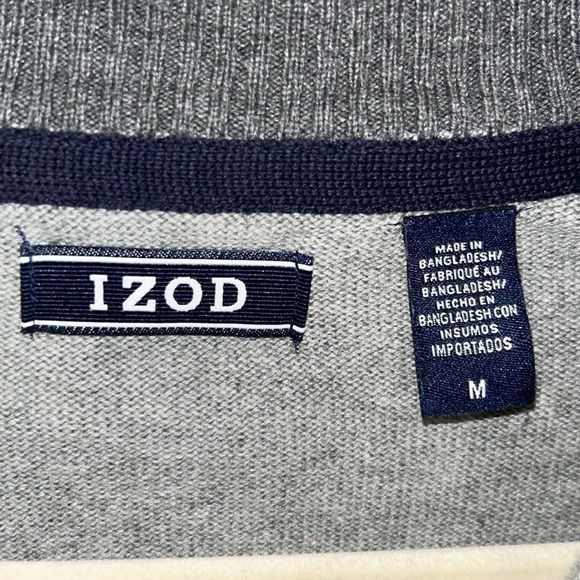 IZOD
MADE IN
BANGLADESH/
FABRIQUÉ AU
BANGLADESH/
HECHO EN
BANGLADESH CON
INSUMOS
IMPORTADOS
M